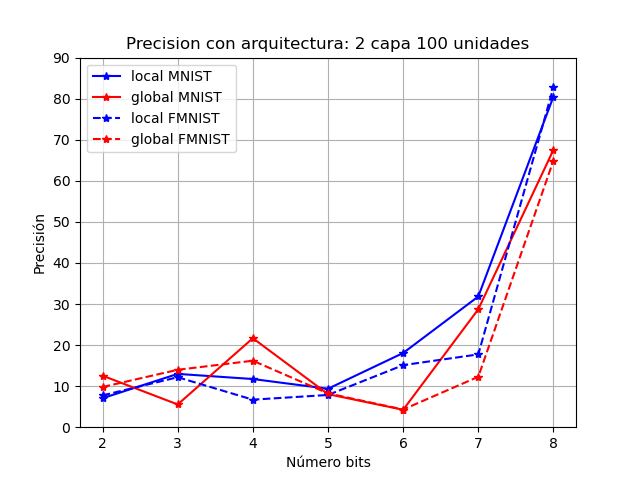 Precision con arquitectura: 2 capa 100 unidades
local MNIST
global MNIST
local FMNIST
global FMNIST
Precisión
90
80
70
60
50
40
30
20
10
0
2 3 4 5 6 7 8
Número bits